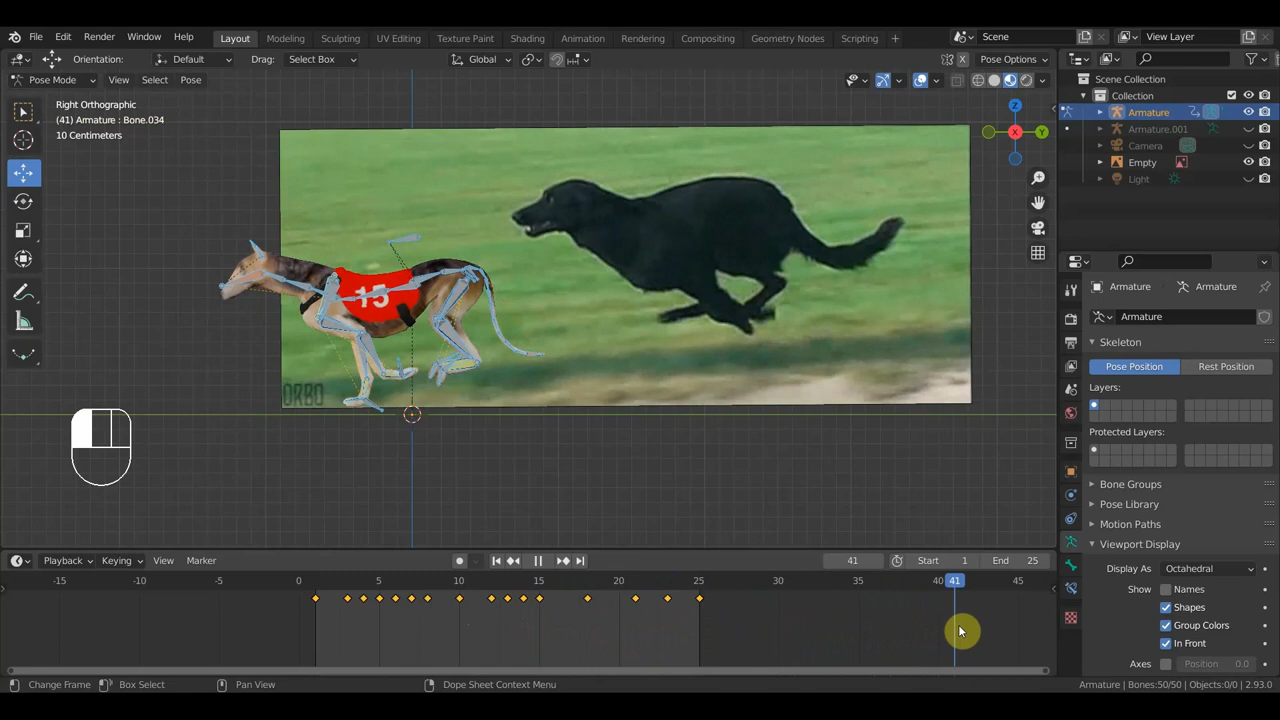 File Edit Render Window Help Layout Modeling Sculpting UV Editing Texture Paint Shading Animation Rendering Compositing Geometry Nodes Scripting + Scene View Layer
Orientation: Default Drag: Select Box Global X Pose Options
Pose Mode View Select Pose
Scene Collection
Collection
Armature
Armature.001
Camera
Empty
Light
Right Orthographic
(41) Armature : Bone.034
10 Centimeters
Z
Y
X
15
ORBO
Armature Armature
Armature
Skeleton
Pose Position Rest Position
Layers:
Protected Layers:
Bone Groups
Pose Library
Motion Paths
Viewport Display
Display As Octahedral
Show Names
Shapes
Group Colors
In Front
Axes Position 0.0
Playback Keying View Marker 41 Start 1 End 25
-15 -10 -5 0 5 10 15 20 25 40 41 45
Change Frame Box Select Pan View Dope Sheet Context Menu Armature | Bones:50/50 | Objects:0/0 | 2.93.0